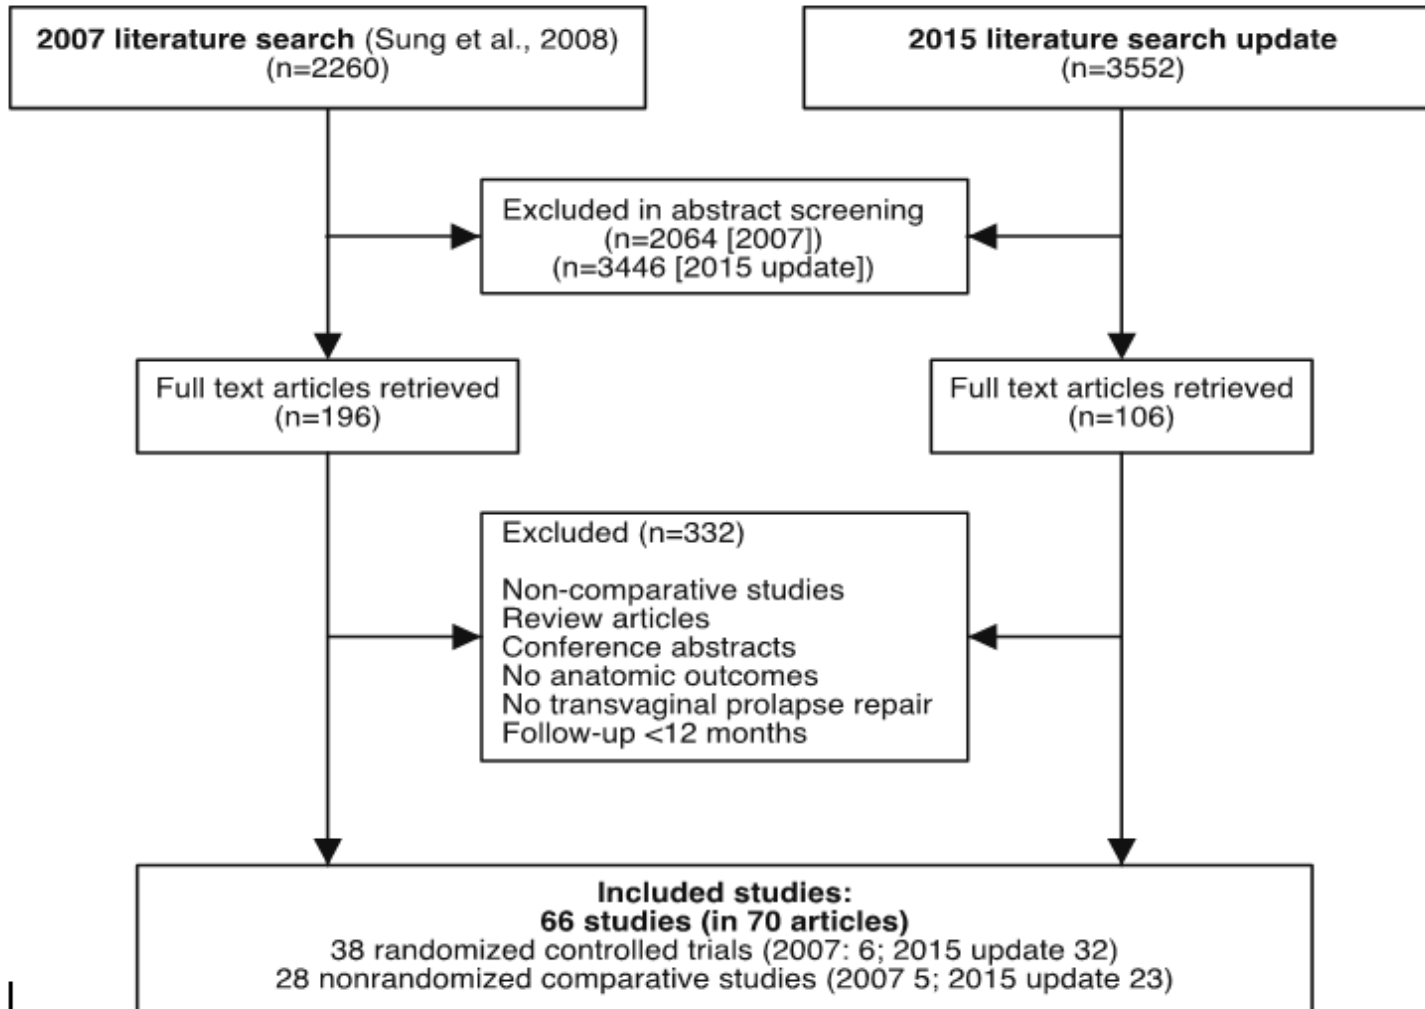 2007 literature search (Sung et al., 2008)
(n=2260)
2015 literature search update
(n=3552)
Excluded in abstract screening
(n=2064 [2007])
(n=3446 [2015 update])
Full text articles retrieved
(n=196)
Full text articles retrieved
(n=106)
Excluded (n=332)
Non-comparative studies
Review articles
Conference abstracts
No anatomic outcomes
No transvaginal prolapse repair
Follow-up <12 months
Included studies:
66 studies (in 70 articles)
38 randomized controlled trials (2007: 6; 2015 update 32)
28 nonrandomized comparative studies (2007 5; 2015 update 23)